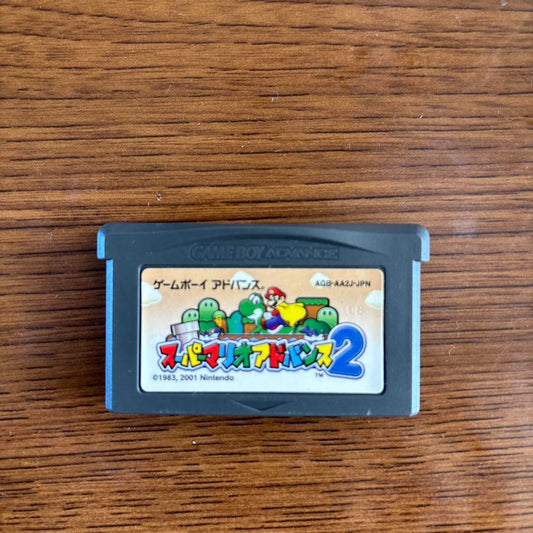 GAME BOY ADVANCE
ゲームボーイ アドバンス®
AGB-AA2J-JPN
スーパーマリオアドバンス2
TM
©1983, 2001 Nintendo